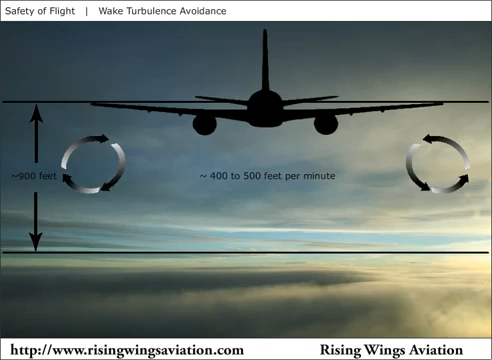 Safety of Flight | Wake Turbulence Avoidance
~900 feet
~ 400 to 500 feet per minute
http://www.risingwingsaviation.com
Rising Wings Aviation